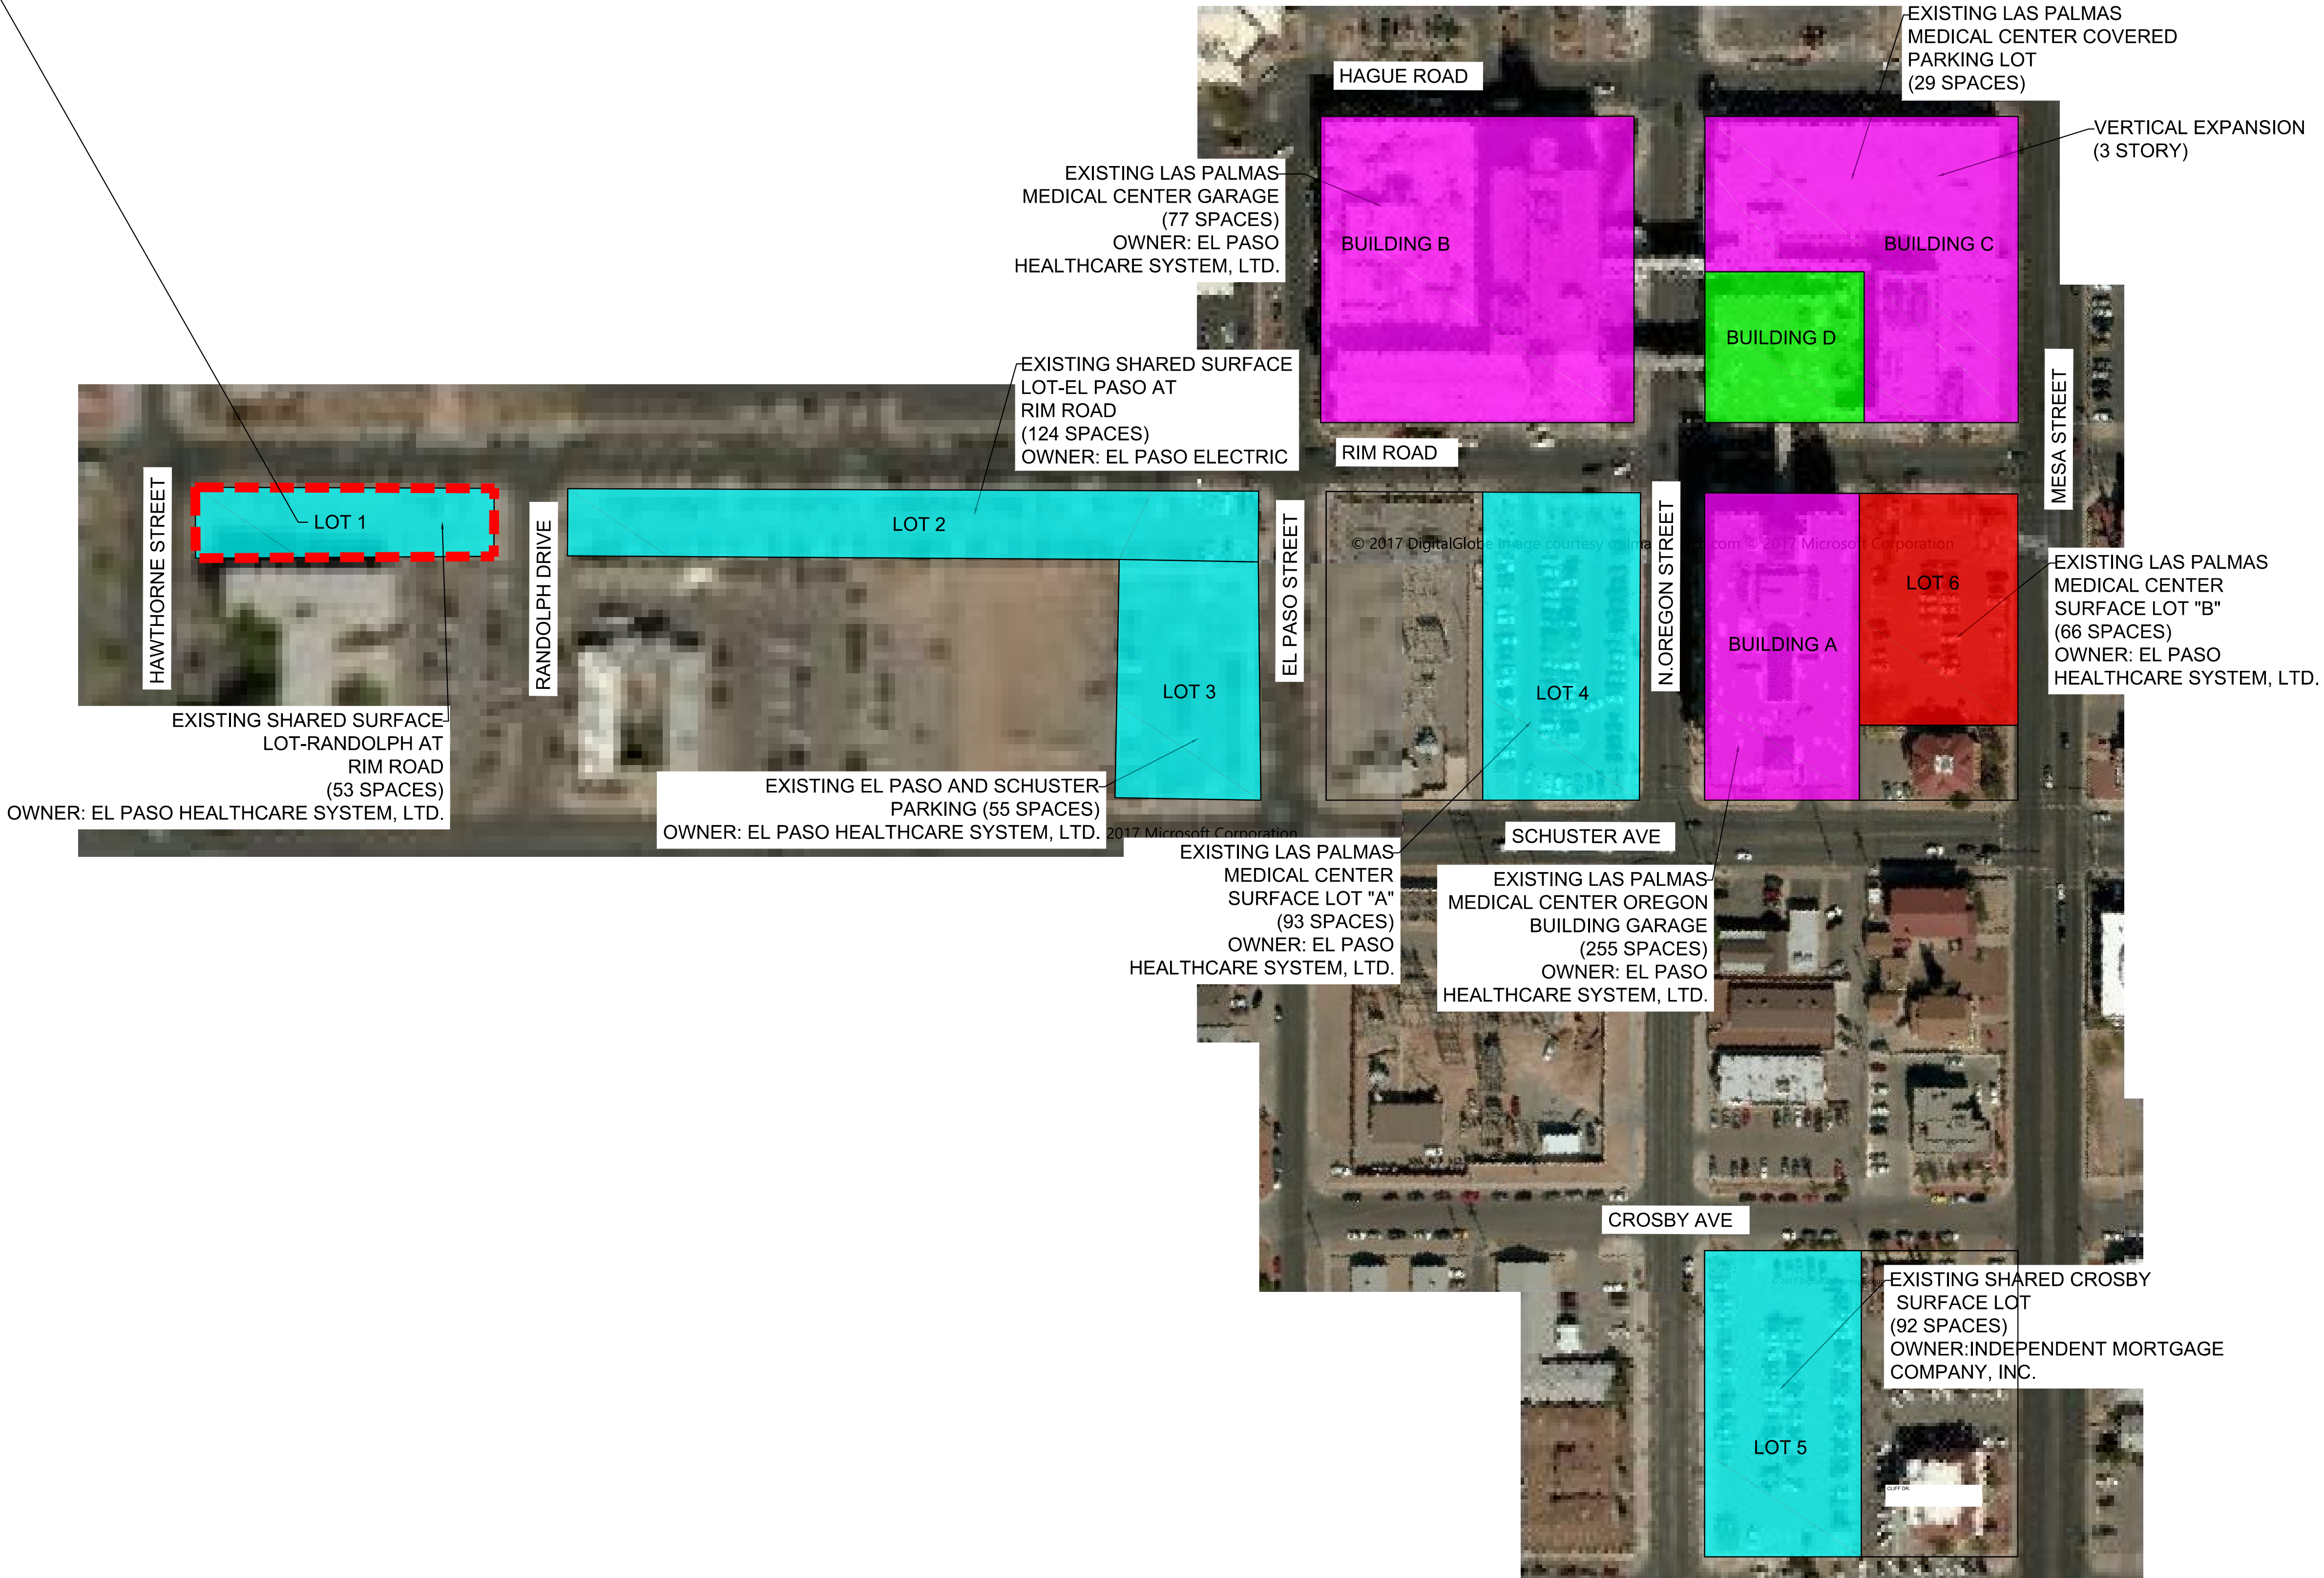 EXISTING LAS PALMAS
MEDICAL CENTER COVERED
PARKING LOT
(29 SPACES)
HAGUE ROAD
VERTICAL EXPANSION
(3 STORY)
EXISTING LAS PALMAS
MEDICAL CENTER GARAGE
(77 SPACES)
OWNER: EL PASO
HEALTHCARE SYSTEM, LTD.
BUILDING B
BUILDING C
BUILDING D
EXISTING SHARED SURFACE
LOT-EL PASO AT
RIM ROAD
(124 SPACES)
OWNER: EL PASO ELECTRIC
RIM ROAD
MESA STREET
HAWTHORNE STREET
LOT 1
RANDOLPH DRIVE
LOT 2
EL PASO STREET
N.OREGON STREET
© 2017 DigitalGlobe Image courtesy of
.com © 2017 Microsoft Corporation
LOT 6
EXISTING LAS PALMAS
MEDICAL CENTER
SURFACE LOT "B"
(66 SPACES)
OWNER: EL PASO
HEALTHCARE SYSTEM, LTD.
BUILDING A
LOT 3
LOT 4
EXISTING SHARED SURFACE
LOT-RANDOLPH AT
RIM ROAD
(53 SPACES)
OWNER: EL PASO HEALTHCARE SYSTEM, LTD.
EXISTING EL PASO AND SCHUSTER
PARKING (55 SPACES)
OWNER: EL PASO HEALTHCARE SYSTEM, LTD.
2017 Microsoft Corporation
SCHUSTER AVE
EXISTING LAS PALMAS
MEDICAL CENTER
SURFACE LOT "A"
(93 SPACES)
OWNER: EL PASO
HEALTHCARE SYSTEM, LTD.
EXISTING LAS PALMAS
MEDICAL CENTER OREGON
BUILDING GARAGE
(255 SPACES)
OWNER: EL PASO
HEALTHCARE SYSTEM, LTD.
CROSBY AVE
EXISTING SHARED CROSBY
SURFACE LOT
(92 SPACES)
OWNER:INDEPENDENT MORTGAGE
COMPANY, INC.
LOT 5
CLIFF DR.